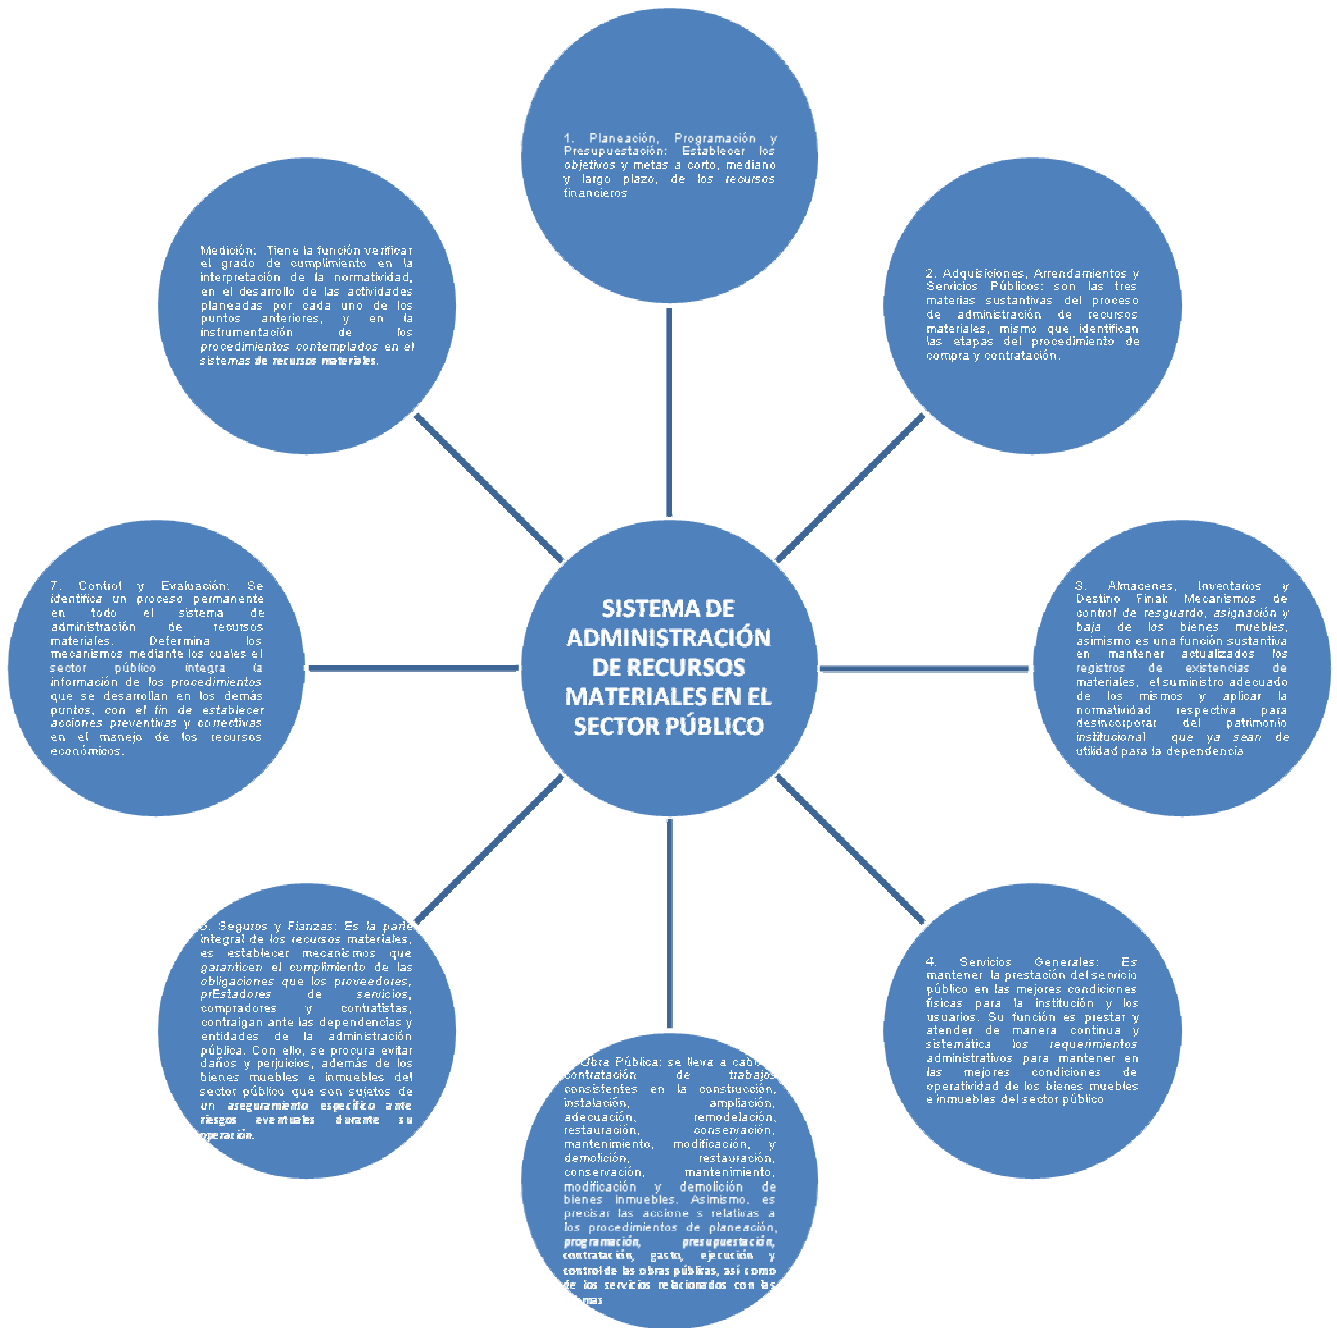 SISTEMA DE
ADMINISTRACIÓN
DE RECURSOS
MATERIALES EN EL
SECTOR PÚBLICO
1. Planeación, Programación y
Presupuestación: Establecer los
objetivos y metas a corto, mediano
y largo plazo, de los recursos
financieros
2. Adquisiciones, Arrendamientos y
Servicios Públicos: son las tres
materias sustantivas del proceso
de administración de recursos
materiales, mismo que identifican
las etapas del procedimiento de
compra y contratación.
3. Almacenes, Inventarios y
Destino Final: Mecanismos de
control de resguardo, asignación y
baja de los bienes muebles,
asimismo es una función sustantiva
en mantener actualizados los
registros de existencias de
materiales, el suministro adecuado
de los mismos y aplicar la
normatividad respectiva para
desincorporar del patrimonio
institucional que ya sean de
utilidad para la dependencia
4. Servicios Generales: Es
mantener la prestación del servicio
público en las mejores condiciones
físicas para la institución y los
usuarios. Su función es prestar y
atender de manera continua y
sistemática los requerimientos
administrativos para mantener en
las mejores condiciones de
operatividad de los bienes muebles
e inmuebles del sector público
Obra Pública: se lleva a cabo
contratación de trabajos
consistentes en la construcción,
instalación, ampliación,
adecuación, remodelación,
restauración, conservación,
mantenimiento, modificación, y
demolición, restauración,
conservación, mantenimiento,
modificación y demolición de
bienes inmuebles. Asimismo, es
precisar las accione s relativas a
los procedimientos de planeación,
programación, presupuestación,
contratación, gasto, ejecución y
control de las obras públicas, así como
de los servicios relacionados con las
Seguros y Fianzas: Es la parte
integral de los recursos materiales,
es establecer mecanismos que
garanticen el cumplimiento de las
obligaciones que los proveedores,
prEstadores de servicios,
compradores y contratistas,
contraigan ante las dependencias y
entidades de la administración
pública. Con ello, se procura evitar
daños y perjuicios, además de los
bienes muebles e inmuebles del
sector público que son sujetos de
un aseguramiento específico ante
riesgos eventuales durante su
operación.
7. Control y Evaluación: Se
identifica un proceso permanente
en todo el sistema de
administración de recursos
materiales. Determina los
mecanismos mediante los cuales el
sector público integra la
información de los procedimientos
que se desarrollan en los demás
puntos, con el fin de establecer
acciones preventivas y correctivas
en el manejo de los recursos
económicos.
Medición: Tiene la función verificar
el grado de cumplimiento en la
interpretación de la normatividad,
en el desarrollo de las actividades
planeadas por cada uno de los
puntos anteriores, y en la
instrumentación de los
procedimientos contemplados en el
sistemas de recursos materiales.